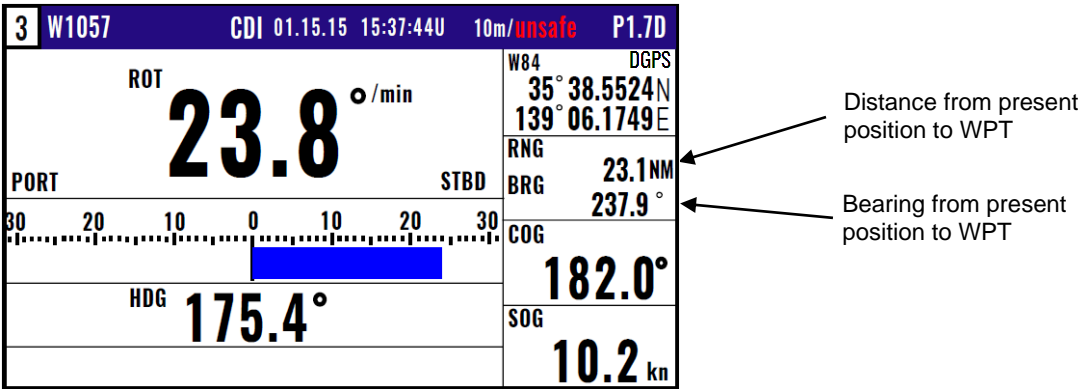 3 W1057 CDI 01.15.15 15:37:44U 10m/unsafe P1.7D
ROT 23.8°/min
PORT STBD
30 20 10 0 10 20 30
HDG 175.4°
W84 DGPS
35°38.5524N
139°06.1749E
RNG 23.1NM
BRG 237.9°
COG
182.0°
SOG
10.2 kn
Distance from present
position to WPT
Bearing from present
position to WPT